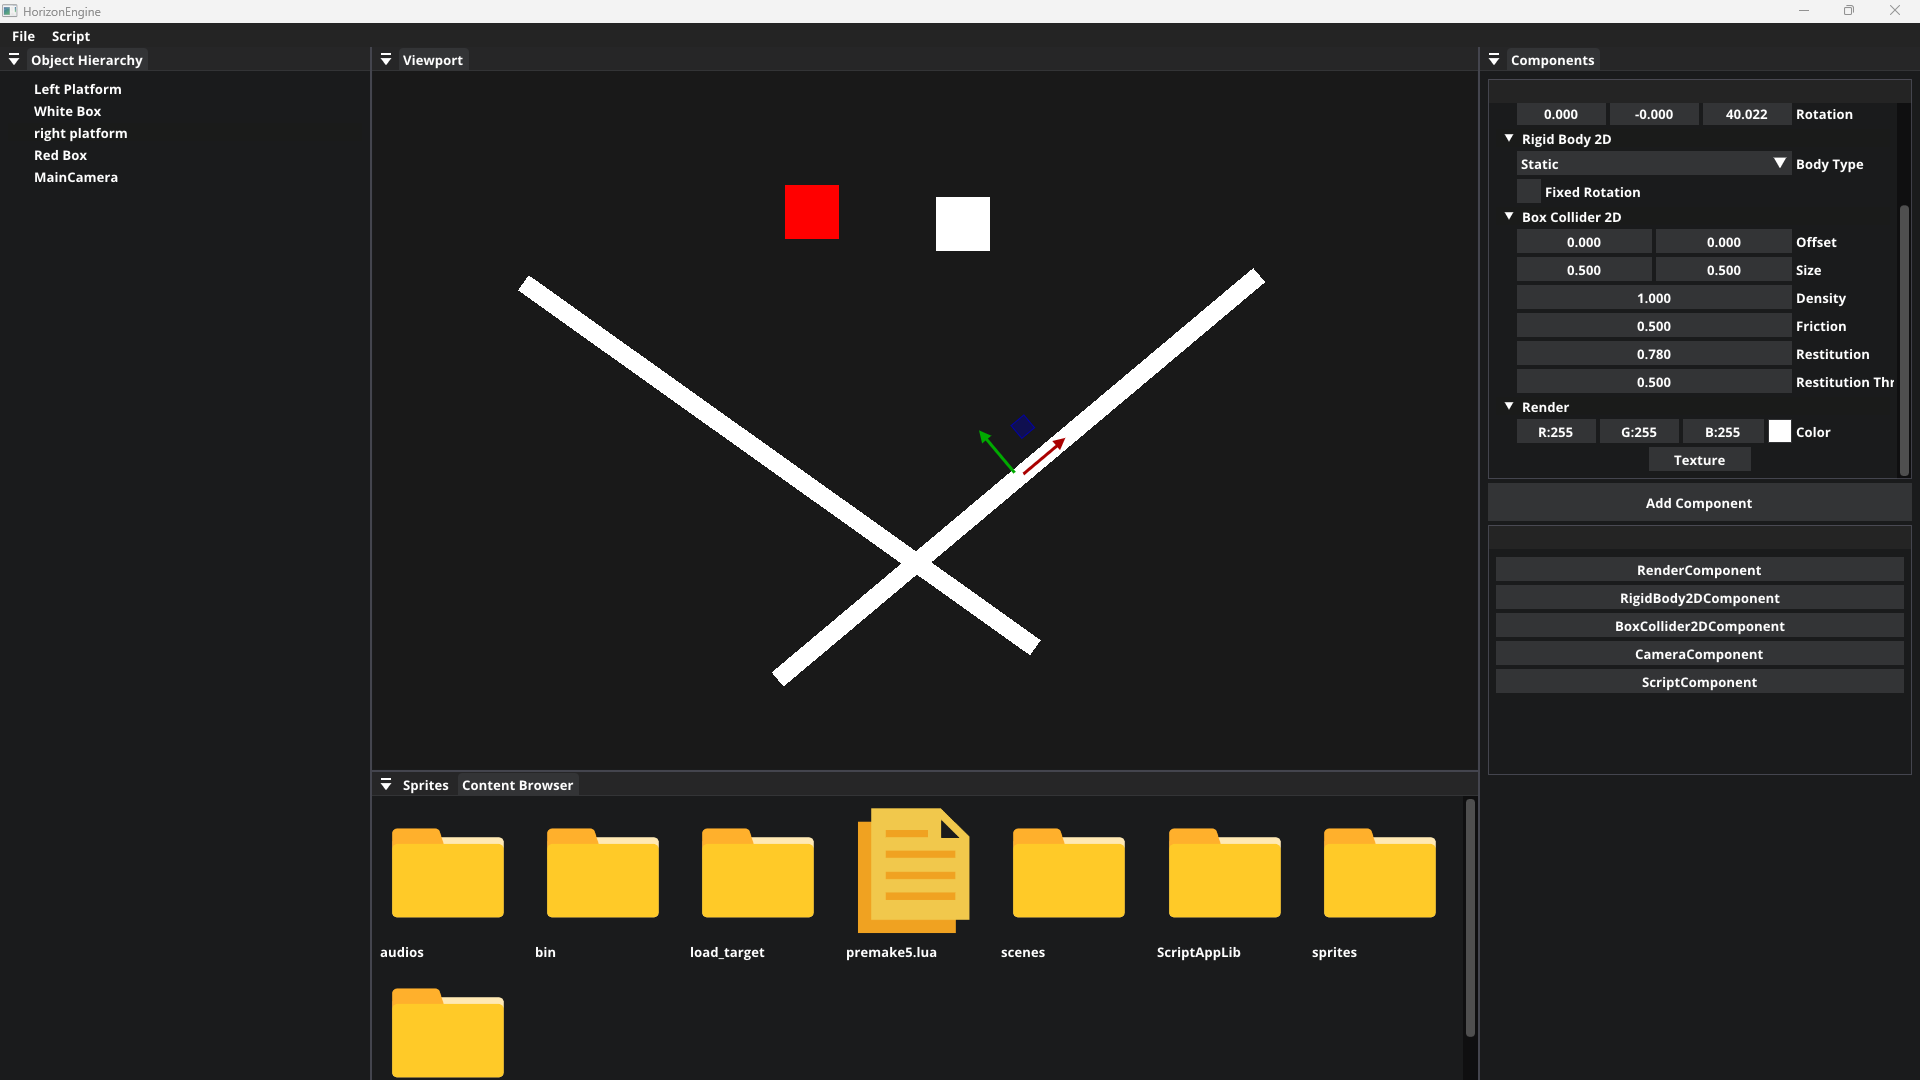 HorizonEngine
File Script
Object Hierarchy
Left Platform
White Box
right platform
Red Box
MainCamera
Viewport
Components
0.000 -0.000 40.022 Rotation
Rigid Body 2D
Static Body Type
Fixed Rotation
Box Collider 2D
0.000 0.000 Offset
0.500 0.500 Size
1.000 Density
0.500 Friction
0.780 Restitution
0.500 Restitution Thr
Render
R:255 G:255 B:255 Color
Texture
Add Component
RenderComponent
RigidBody2DComponent
BoxCollider2DComponent
CameraComponent
ScriptComponent
Sprites Content Browser
audios bin load_target premake5.lua scenes ScriptAppLib sprites